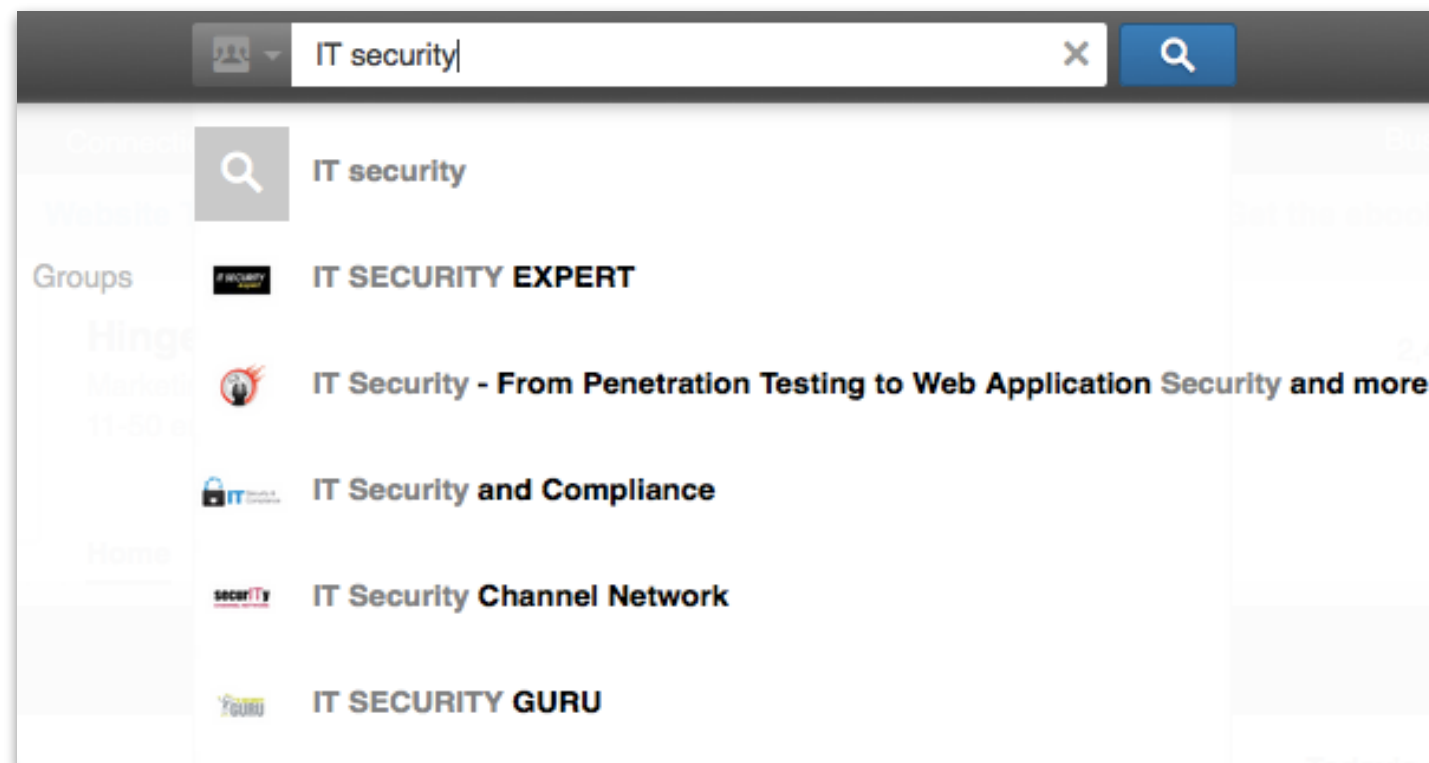 IT security
IT security
Groups
IT SECURITY EXPERT
IT Security - From Penetration Testing to Web Application Security and more
IT Security and Compliance
Home
IT Security Channel Network
IT SECURITY GURU